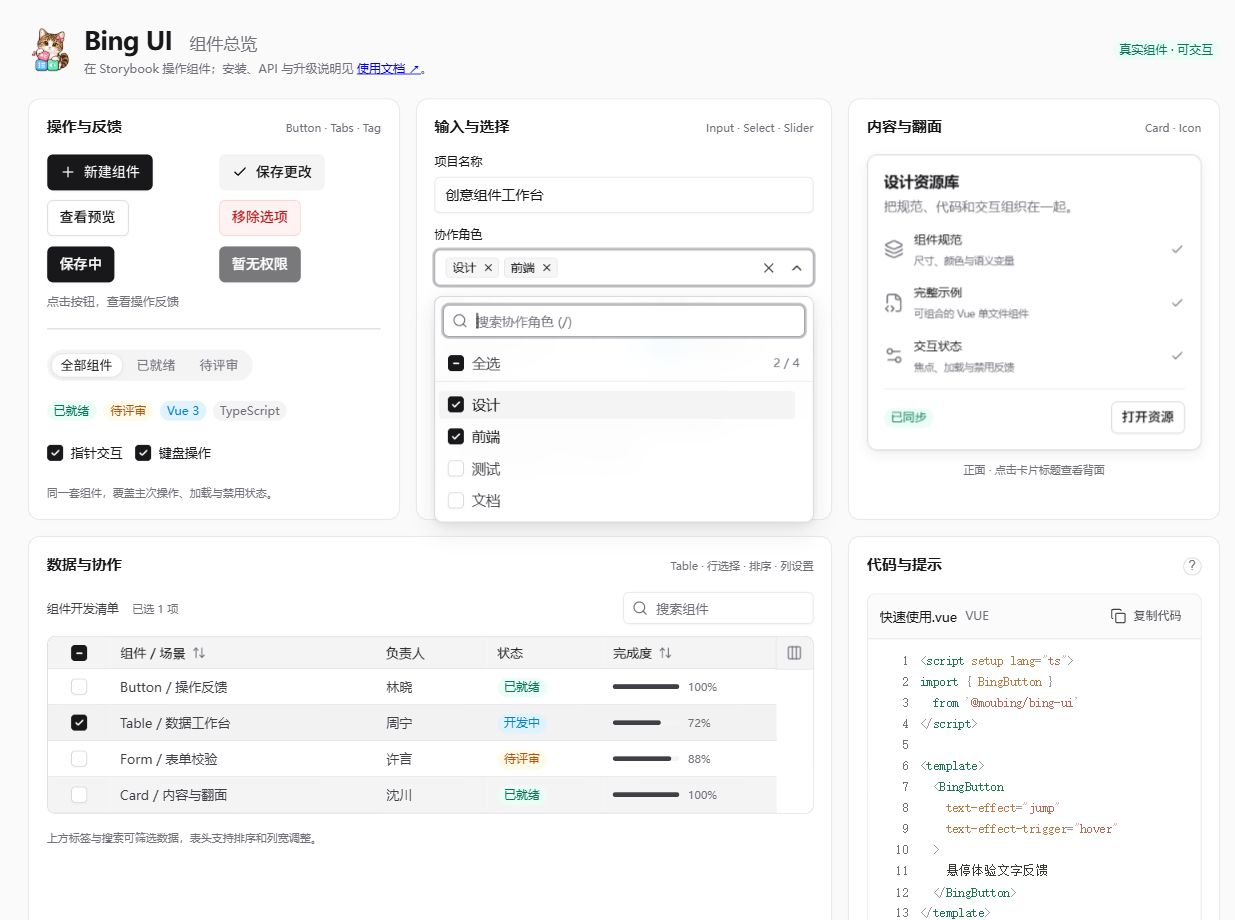 Bing UI 组件总览
在 Storybook 操作组件；安装、API 与升级说明见 使用文档 ↗。
真实组件 · 可交互
操作与反馈 Button · Tabs · Tag
+ 新建组件 保存更改
查看预览 移除选项
保存中 暂无权限
点击按钮，查看操作反馈
全部组件 已就绪 待评审
已就绪 待评审 Vue 3 TypeScript
指针交互 键盘操作
同一套组件，覆盖主次操作、加载与禁用状态。
输入与选择 Input · Select · Slider
项目名称
创意组件工作台
协作角色
设计 × 前端 ×
搜索协作角色 (/)
全选 2 / 4
设计
前端
测试
文档
内容与翻面 Card · Icon
设计资源库
把规范、代码和交互组织在一起。
组件规范
尺寸、颜色与语义变量
完整示例
可组合的 Vue 单文件组件
交互状态
焦点、加载与禁用反馈
已同步 打开资源
正面 · 点击卡片标题查看背面
数据与协作 Table · 行选择 · 排序 · 列设置
组件开发清单 已选 1 项 搜索组件
组件 / 场景 负责人 状态 完成度
Button / 操作反馈 林晓 已就绪 100%
Table / 数据工作台 周宁 开发中 72%
Form / 表单校验 许言 待评审 88%
Card / 内容与翻面 沈川 已就绪 100%
上方标签与搜索可筛选数据，表头支持排序和列宽调整。
代码与提示 ?
快速使用.vue VUE 复制代码
1 <script setup lang="ts">
2 import { BingButton }
3 from '@moubing/bing-ui'
4 </script>
5
6 <template>
7 <BingButton
8 text-effect="jump"
9 text-effect-trigger="hover"
10 >
11 悬停体验文字反馈
12 </BingButton>
13 </template>